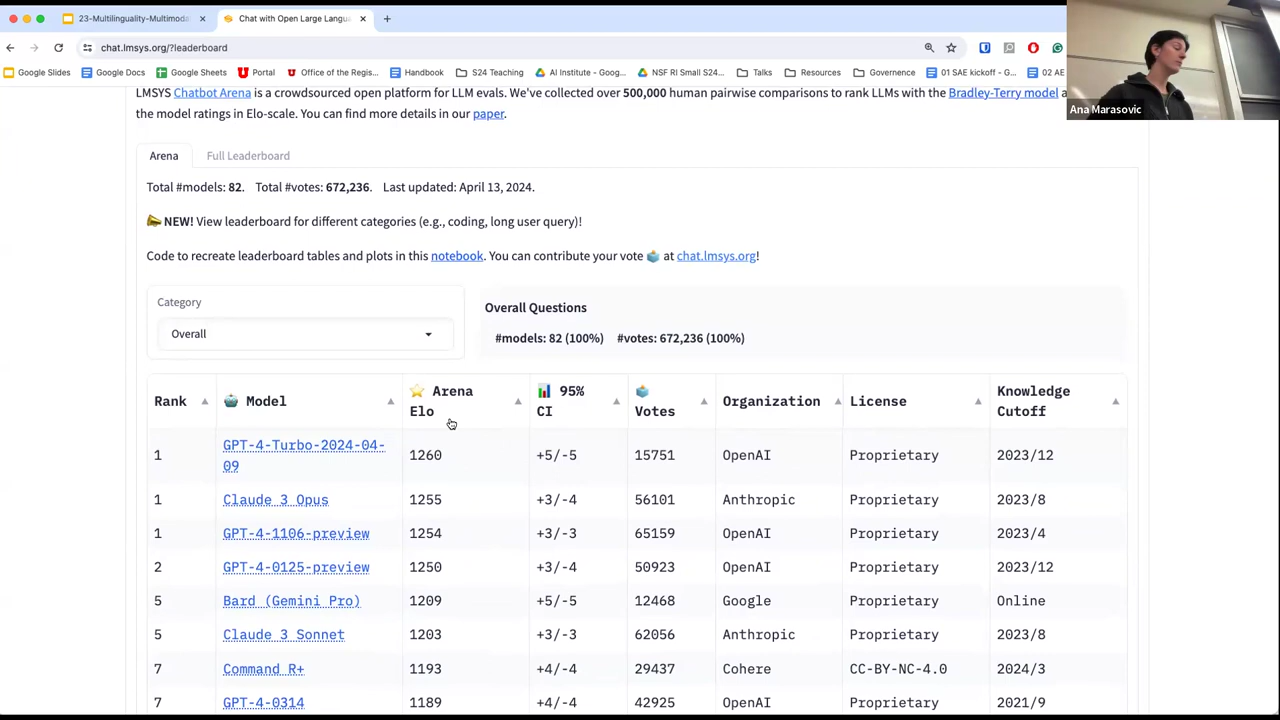 23-Multilinguality-Multimoda
Chat with Open Large Langu
chat.lmsys.org/?leaderboard
Google Slides
Google Docs
Google Sheets
Portal
Office of the Regis...
Handbook
S24 Teaching
AI Institute - Goog...
NSF RI Small S24...
Talks
Resources
Governence
01 SAE kickoff - G...
02 AE
Ana Marasovic
LMSYS Chatbot Arena is a crowdsourced open platform for LLM evals. We've collected over 500,000 human pairwise comparisons to rank LLMs with the Bradley-Terry model
the model ratings in Elo-scale. You can find more details in our paper.
Arena
Full Leaderboard
Total #models: 82. Total #votes: 672,236. Last updated: April 13, 2024.
NEW! View leaderboard for different categories (e.g., coding, long user query)!
Code to recreate leaderboard tables and plots in this notebook. You can contribute your vote at chat.lmsys.org!
Category
Overall
Overall Questions
#models: 82 (100%) #votes: 672,236 (100%)
Rank Model Arena Elo 95% CI Votes Organization License Knowledge Cutoff
1 GPT-4-Turbo-2024-04-09 1260 +5/-5 15751 OpenAI Proprietary 2023/12
1 Claude 3 Opus 1255 +3/-4 56101 Anthropic Proprietary 2023/8
1 GPT-4-1106-preview 1254 +3/-3 65159 OpenAI Proprietary 2023/4
2 GPT-4-0125-preview 1250 +3/-4 50923 OpenAI Proprietary 2023/12
5 Bard (Gemini Pro) 1209 +5/-5 12468 Google Proprietary Online
5 Claude 3 Sonnet 1203 +3/-3 62056 Anthropic Proprietary 2023/8
7 Command R+ 1193 +4/-4 29437 Cohere CC-BY-NC-4.0 2024/3
7 GPT-4-0314 1189 +4/-4 42925 OpenAI Proprietary 2021/9